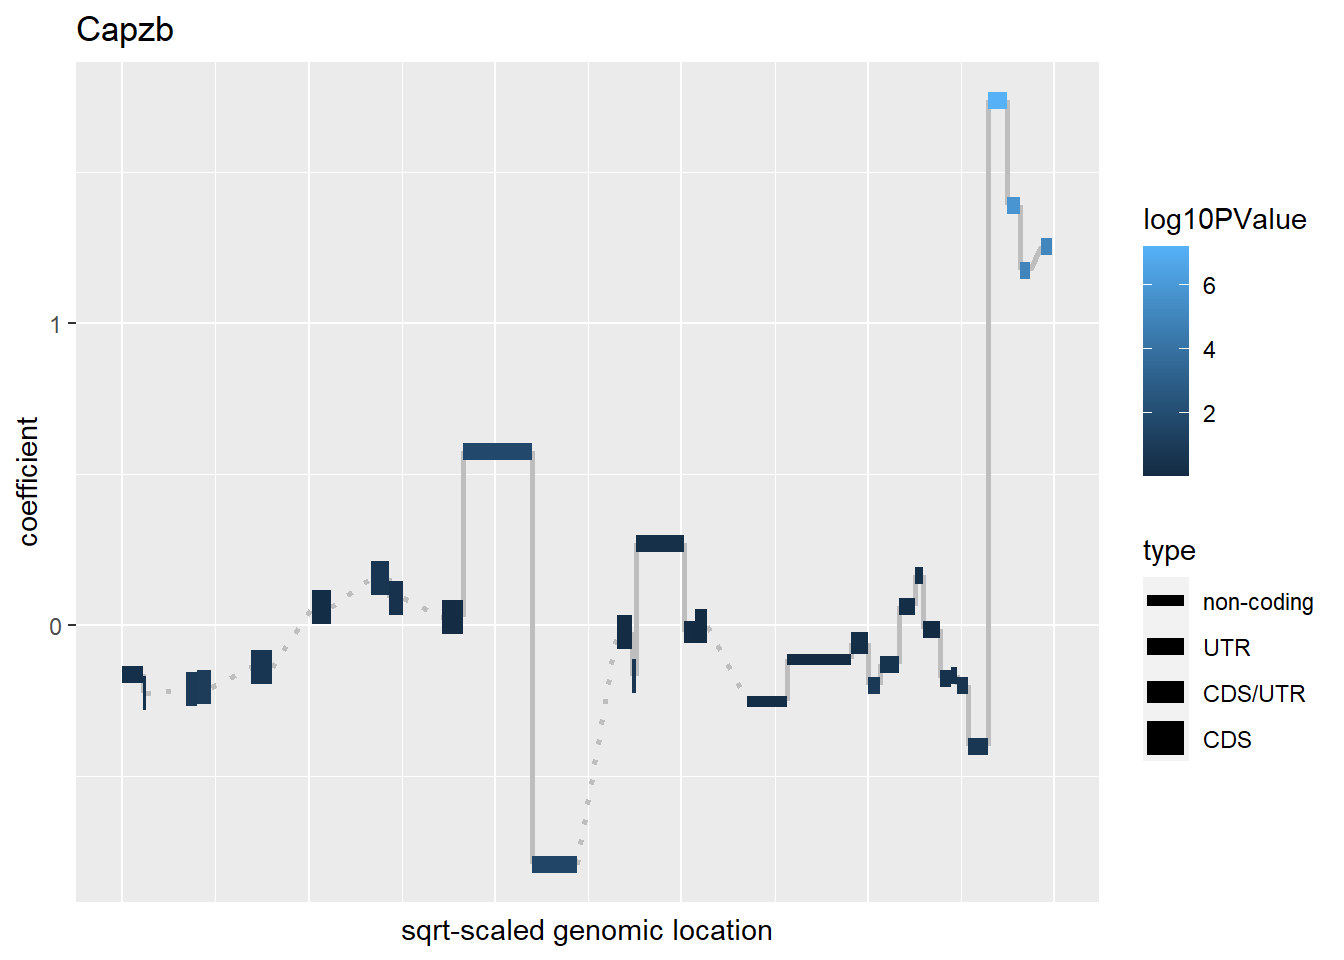 Capzb
coefficient
1
0
sqrt-scaled genomic location
log10PValue
6
4
2
type
non-coding
UTR
CDS/UTR
CDS